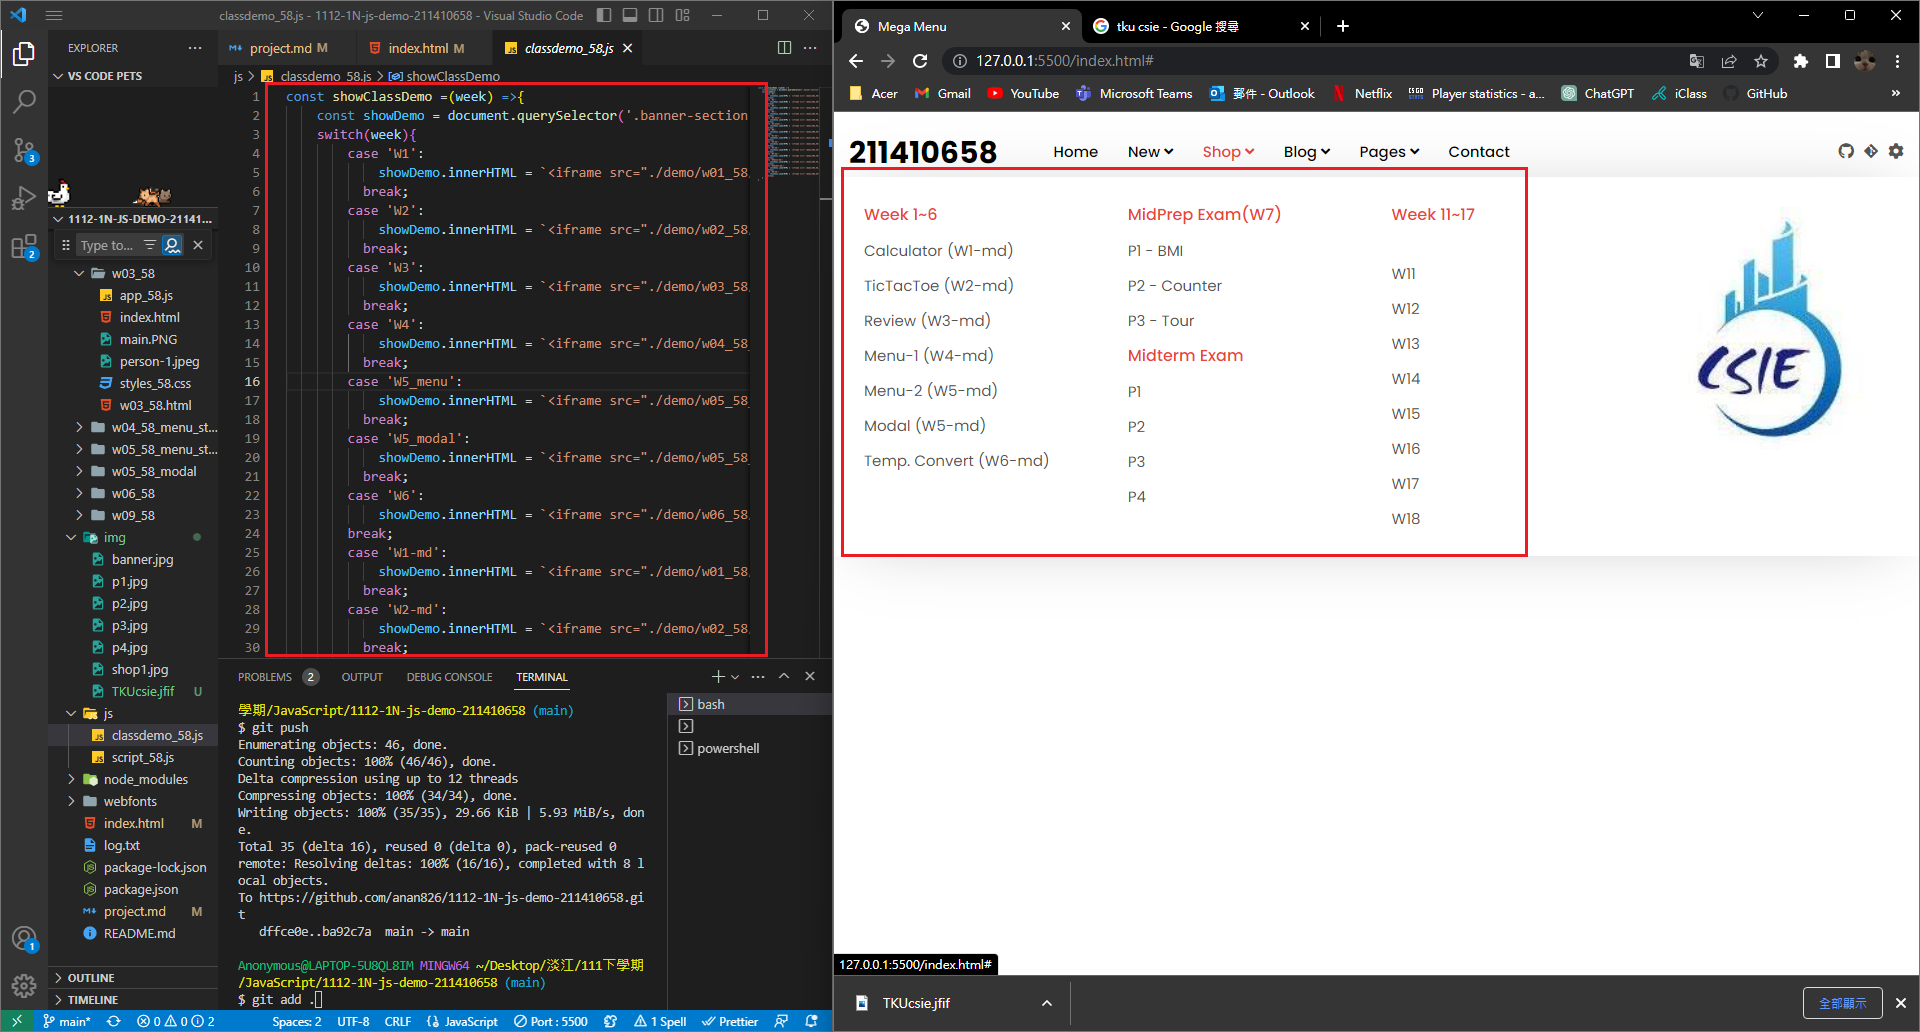 classdemo_58.js - 1112-1N-js-demo-211410658 - Visual Studio Code
EXPLORER
VS CODE PETS
1112-1N-JS-DEMO-21141...
Type to...
w03_58
app_58.js
index.html
main.PNG
person-1.jpeg
styles_58.css
w03_58.html
w04_58_menu_st...
w05_58_menu_st...
w05_58_modal
w06_58
w09_58
img
banner.jpg
p1.jpg
p2.jpg
p3.jpg
p4.jpg
shop1.jpg
TKUcsie.jfif U
js
classdemo_58.js
script_58.js
node_modules
webfonts
index.html M
log.txt
package-lock.json
package.json
project.md M
README.md
OUTLINE
TIMELINE
3
2
1
project.md M
index.html M
classdemo_58.js
js > classdemo_58.js > showClassDemo
1 const showClassDemo =(week) =>{
2 const showDemo = document.querySelector('.banner-section
3 switch(week){
4 case 'W1':
5 showDemo.innerHTML = `<iframe src="./demo/w01_58
6 break;
7 case 'W2':
8 showDemo.innerHTML = `<iframe src="./demo/w02_58
9 break;
10 case 'W3':
11 showDemo.innerHTML = `<iframe src="./demo/w03_58
12 break;
13 case 'W4':
14 showDemo.innerHTML = `<iframe src="./demo/w04_58
15 break;
16 case 'W5_menu':
17 showDemo.innerHTML = `<iframe src="./demo/w05_58
18 break;
19 case 'W5_modal':
20 showDemo.innerHTML = `<iframe src="./demo/w05_58
21 break;
22 case 'W6':
23 showDemo.innerHTML = `<iframe src="./demo/w06_58
24 break;
25 case 'W1-md':
26 showDemo.innerHTML = `<iframe src="./demo/w01_58
27 break;
28 case 'W2-md':
29 showDemo.innerHTML = `<iframe src="./demo/w02_58
30 break;
PROBLEMS 2 OUTPUT DEBUG CONSOLE TERMINAL
學期/JavaScript/1112-1N-js-demo-211410658 (main)
$ git push
Enumerating objects: 46, done.
Counting objects: 100% (46/46), done.
Delta compression using up to 12 threads
Compressing objects: 100% (34/34), done.
Writing objects: 100% (35/35), 29.66 KiB | 5.93 MiB/s, don
e.
Total 35 (delta 16), reused 0 (delta 0), pack-reused 0
remote: Resolving deltas: 100% (16/16), completed with 8 l
ocal objects.
To https://github.com/anan826/1112-1N-js-demo-211410658.gi
t
dffce0e..ba92c7a main -> main
Anonymous@LAPTOP-5U8QL8IM MINGW64 ~/Desktop/淡江/111下學期
/JavaScript/1112-1N-js-demo-211410658 (main)
$ git add .
bash
powershell
main* 0 0 2 Spaces: 2 UTF-8 CRLF {} JavaScript Port : 5500 1 Spell Prettier
Mega Menu
tku csie - Google 搜尋
127.0.0.1:5500/index.html#
Acer Gmail YouTube Microsoft Teams 郵件 - Outlook Netflix Player statistics - a... ChatGPT iClass GitHub »
211410658 Home New Shop Blog Pages Contact
Week 1~6
Calculator (W1-md)
TicTacToe (W2-md)
Review (W3-md)
Menu-1 (W4-md)
Menu-2 (W5-md)
Modal (W5-md)
Temp. Convert (W6-md)
MidPrep Exam(W7)
P1 - BMI
P2 - Counter
P3 - Tour
Midterm Exam
P1
P2
P3
P4
Week 11~17
W11
W12
W13
W14
W15
W16
W17
W18
CSIE
127.0.0.1:5500/index.html#
TKUcsie.jfif
全部顯示